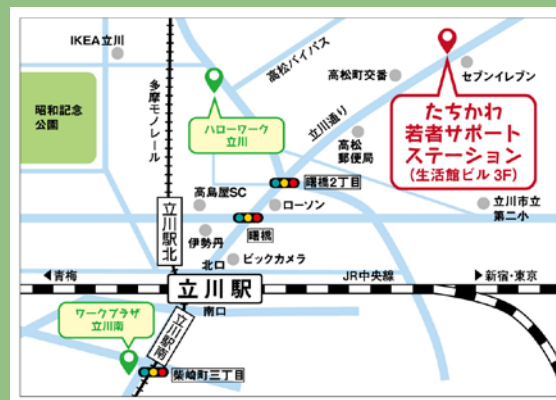 IKEA立川
高松バイパス
高松町交番
セブンイレブン
昭和記念
公園
多摩モノレール
ハローワーク
立川
立川通り
たちかわ
若者サポート
ステーション
(生活館ビル 3F)
高松
郵便局
曙橋2丁目
高島屋SC
ローソン
立川市立
第二小
立川駅北
曙橋
伊勢丹
北口
ビックカメラ
青梅
JR中央線
新宿・東京
立川駅
ワークプラザ
立川南
南口
立川駅南
柴崎町三丁目